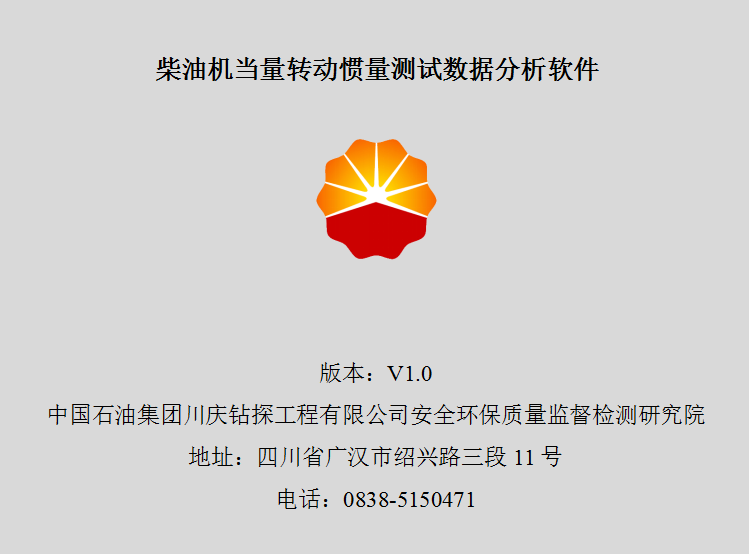 柴油机当量转动惯量测试数据分析软件
版本：V1.0
中国石油集团川庆钻探工程有限公司安全环保质量监督检测研究院
地址：四川省广汉市绍兴路三段 11 号
电话：0838-5150471